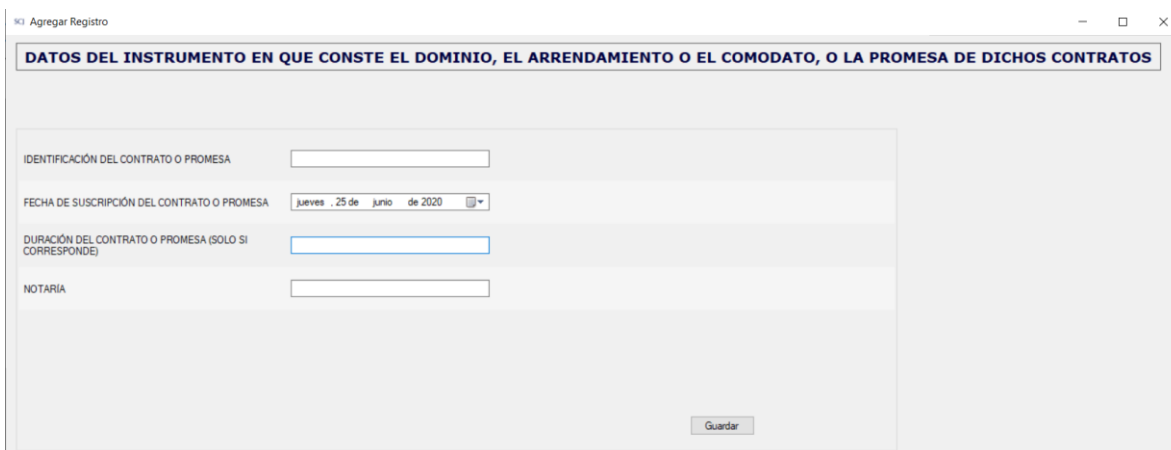 Agregar Registro
DATOS DEL INSTRUMENTO EN QUE CONSTE EL DOMINIO, EL ARRENDAMIENTO O EL COMODATO, O LA PROMESA DE DICHOS CONTRATOS
IDENTIFICACIÓN DEL CONTRATO O PROMESA
FECHA DE SUSCRIPCIÓN DEL CONTRATO O PROMESA jueves , 25 de junio de 2020
DURACIÓN DEL CONTRATO O PROMESA (SOLO SI
CORRESPONDE)
NOTARÍA
Guardar